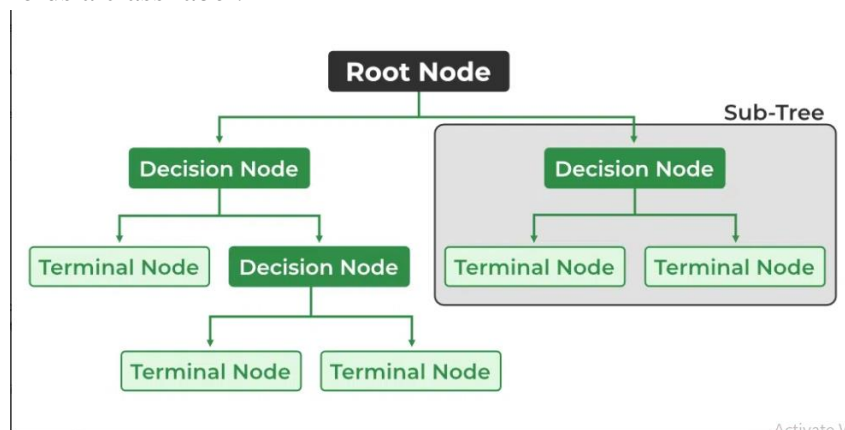 Root Node
Sub-Tree
Decision Node
Decision Node
Terminal Node
Decision Node
Terminal Node
Terminal Node
Terminal Node
Terminal Node
Activate